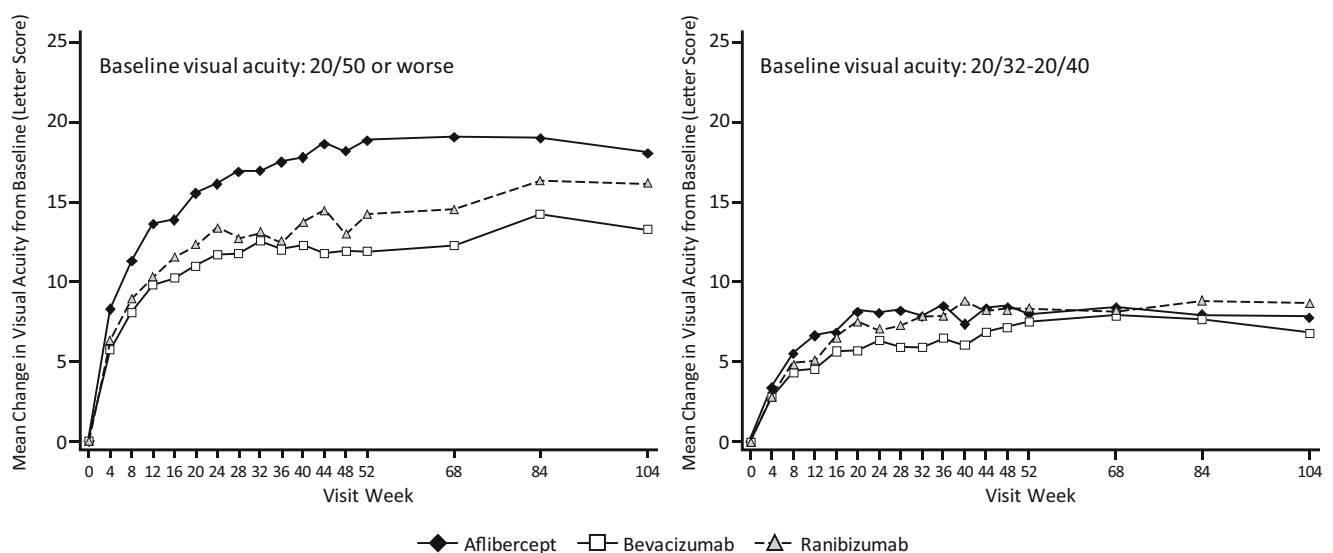 Mean Change in Visual Acuity from Baseline (Letter Score)
25
20
15
10
5
0
Baseline visual acuity: 20/50 or worse
0 4 8 12 16 20 24 28 32 36 40 44 48 52 68 84 104
Visit Week
Mean Change in Visual Acuity from Baseline (Letter Score)
25
20
15
10
5
0
Baseline visual acuity: 20/32-20/40
0 4 8 12 16 20 24 28 32 36 40 44 48 52 68 84 104
Visit Week
Aflibercept Bevacizumab Ranibizumab